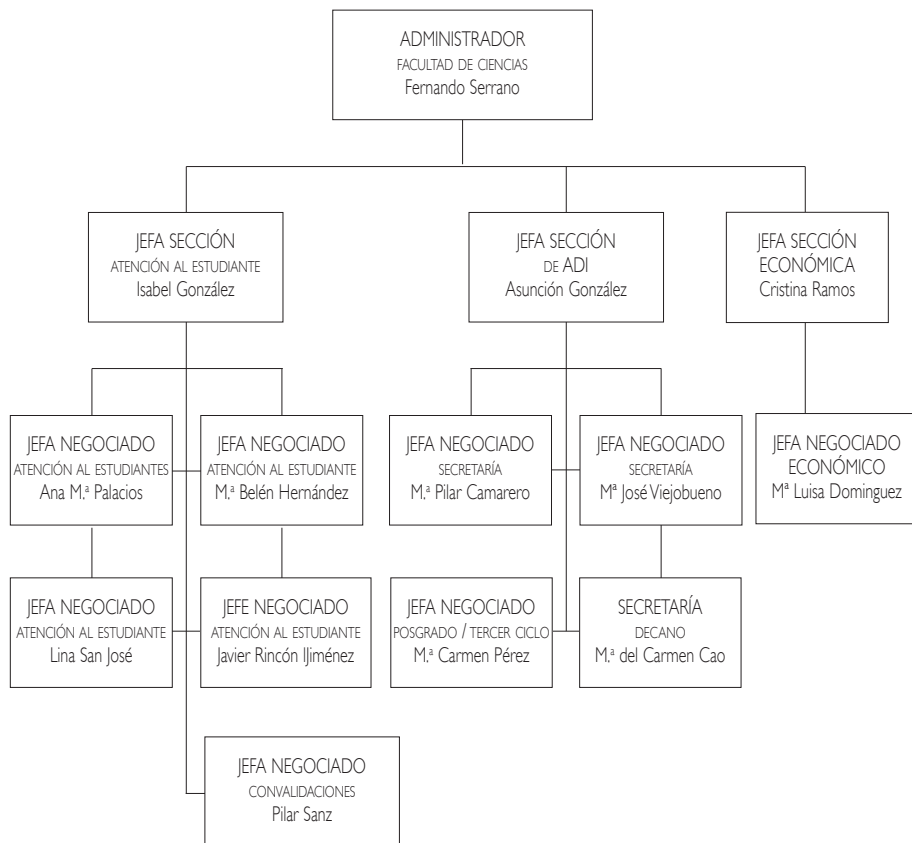 ADMINISTRADOR
FACULTAD DE CIENCIAS
Fernando Serrano
JEFA SECCIÓN
ATENCIÓN AL ESTUDIANTE
Isabel González
JEFA SECCIÓN
DE ADI
Asunción González
JEFA SECCIÓN
ECONÓMICA
Cristina Ramos
JEFA NEGOCIADO
ATENCIÓN AL ESTUDIANTES
Ana M.ª Palacios
JEFA NEGOCIADO
ATENCIÓN AL ESTUDIANTE
M.ª Belén Hernández
JEFA NEGOCIADO
SECRETARÍA
M.ª Pilar Camarero
JEFA NEGOCIADO
SECRETARÍA
Mª José Viejobueno
JEFA NEGOCIADO
ECONÓMICO
Mª Luisa Dominguez
JEFA NEGOCIADO
ATENCIÓN AL ESTUDIANTE
Lina San José
JEFE NEGOCIADO
ATENCIÓN AL ESTUDIANTE
Javier Rincón IJiménez
JEFA NEGOCIADO
POSGRADO / TERCER CICLO
M.ª Carmen Pérez
SECRETARÍA
DECANO
M.ª del Carmen Cao
JEFA NEGOCIADO
CONVALIDACIONES
Pilar Sanz